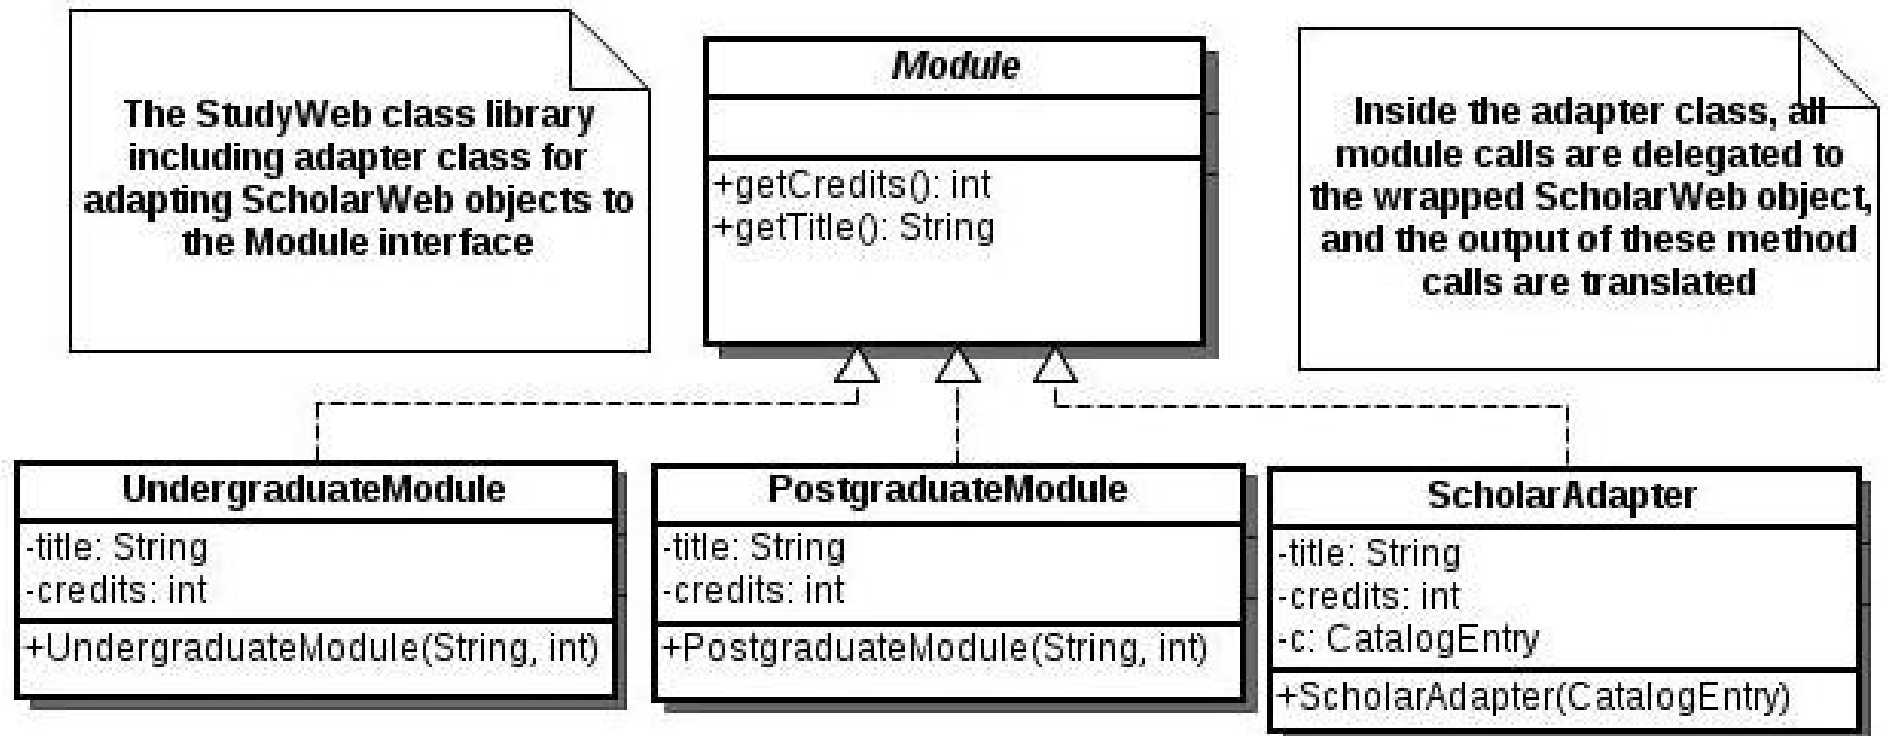 The StudyWeb class library
including adapter class for
adapting ScholarWeb objects to
the Module interface
Module
+getCredits(): int
+getTitle(): String
Inside the adapter class, all
module calls are delegated to
the wrapped ScholarWeb object,
and the output of these method
calls are translated
UndergraduateModule
-title: String
-credits: int
+UndergraduateModule(String, int)
PostgraduateModule
-title: String
-credits: int
+PostgraduateModule(String, int)
ScholarAdapter
-title: String
-credits: int
-c: CatalogEntry
+ScholarAdapter(CatalogEntry)